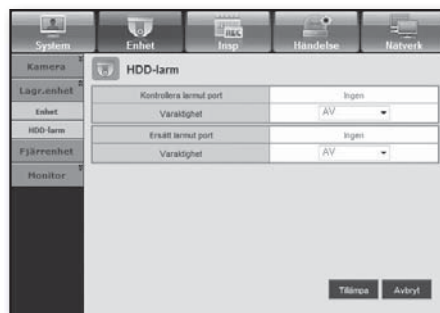 System Enhet Insp Händelse Nätverk
REC
Kamera
Lagr.enhet
Enhet
HDD-larm
Fjärrenhet
Monitor
HDD-larm
Kontrollera larmut port Ingen
Varaktighet AV
Ersätt larmut port Ingen
Varaktighet AV
Tillämpa Avbryt